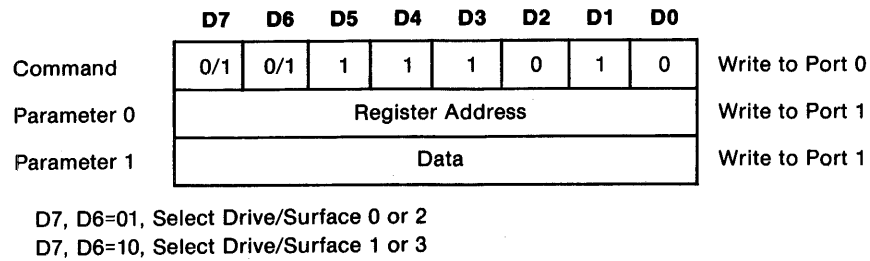 D7 D6 D5 D4 D3 D2 D1 D0
Command 0/1 0/1 1 1 1 0 1 0 Write to Port 0
Parameter 0 Register Address Write to Port 1
Parameter 1 Data Write to Port 1
D7, D6=01, Select Drive/Surface 0 or 2
D7, D6=10, Select Drive/Surface 1 or 3